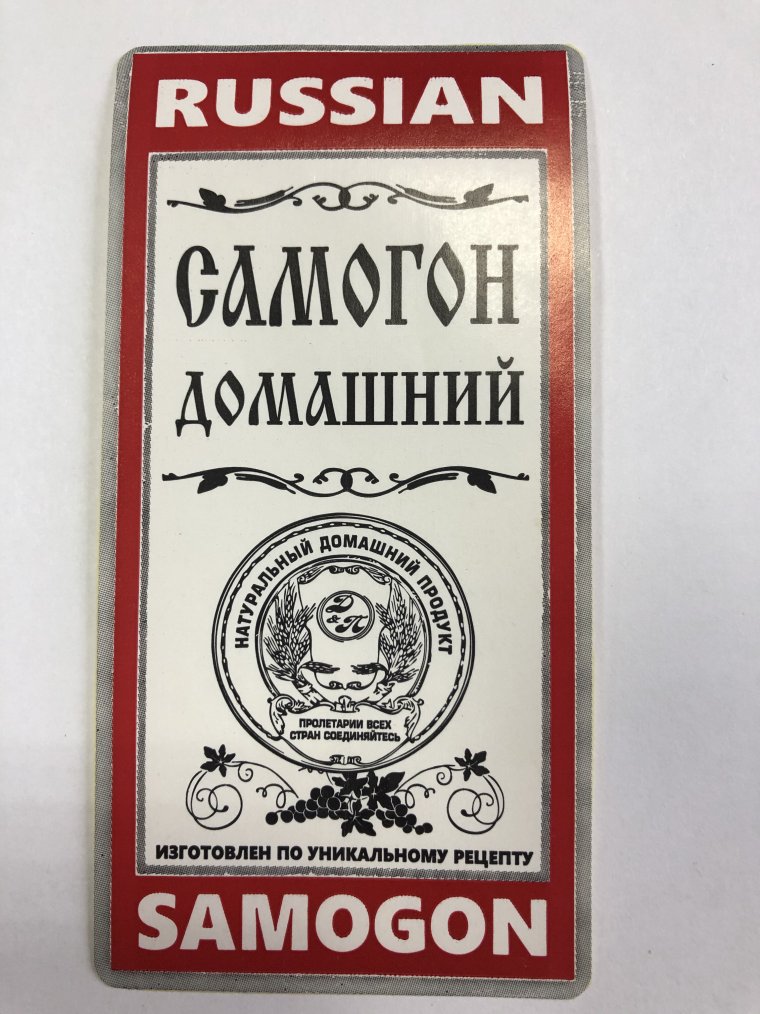 RUSSIAN
САМОГОН
ДОМАШНИЙ
НАТУРАЛЬНЫЙ ДОМАШНИЙ ПРОДУКТ
Д
&П
ПРОЛЕТАРИИ ВСЕХ
СТРАН СОЕДИНЯЙТЕСЬ
ИЗГОТОВЛЕН ПО УНИКАЛЬНОМУ РЕЦЕПТУ
SAMOGON